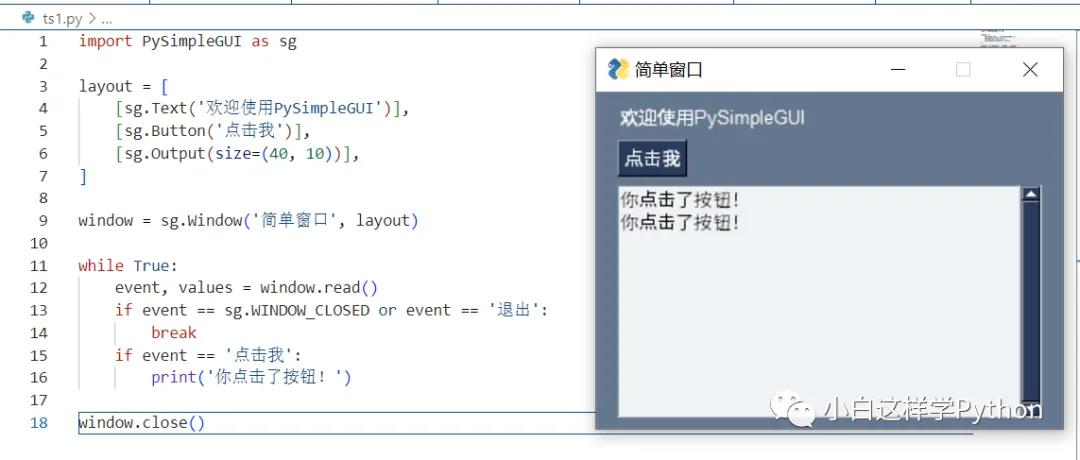 ts1.py > ...
1 import PySimpleGUI as sg
2
3 layout = [
4     [sg.Text('欢迎使用PySimpleGUI')],
5     [sg.Button('点击我')],
6     [sg.Output(size=(40, 10))],
7 ]
8
9 window = sg.Window('简单窗口', layout)
10
11 while True:
12     event, values = window.read()
13     if event == sg.WINDOW_CLOSED or event == '退出':
14         break
15     if event == '点击我':
16         print('你点击了按钮！')
17
18 window.close()
简单窗口
欢迎使用PySimpleGUI
点击我
你点击了按钮！
你点击了按钮！
小白这样学Python